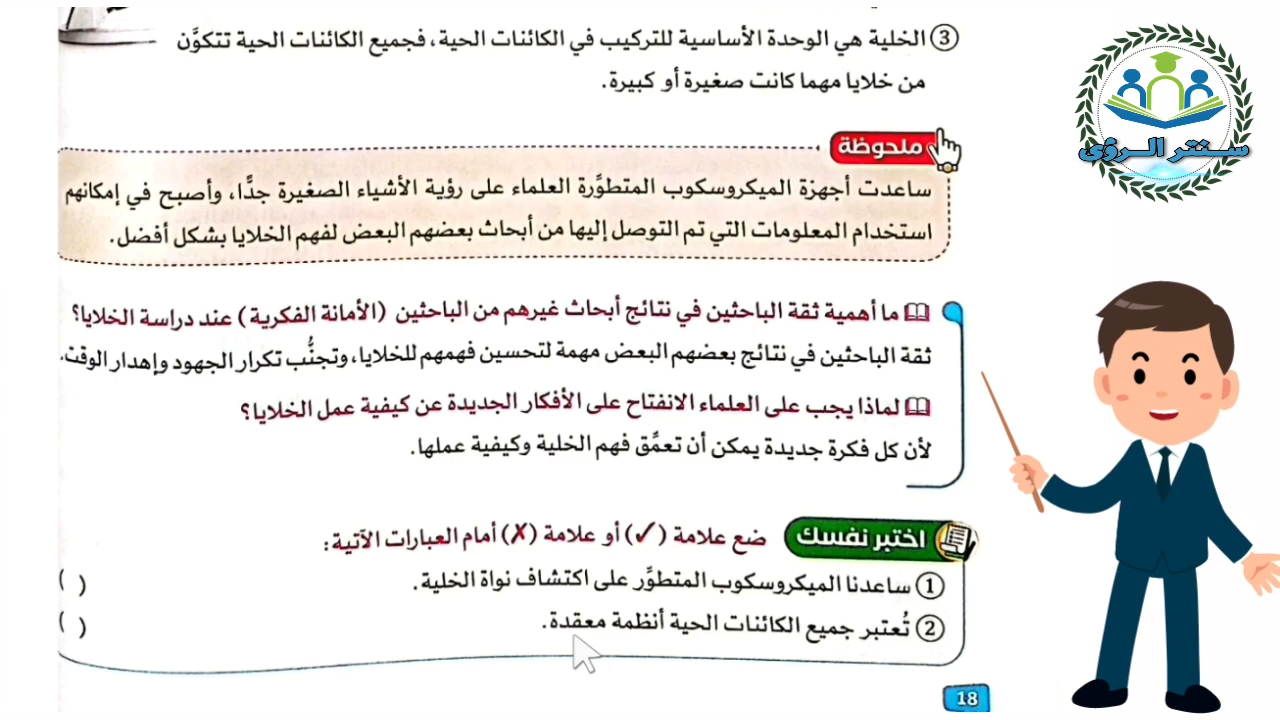 ③ الخلية هي الوحدة الأساسية للتركيب في الكائنات الحية، فجميع الكائنات الحية تتكوَّن
من خلايا مهما كانت صغيرة أو كبيرة.
سنتر الرؤى
ملحوظة
ساعدت أجهزة الميكروسكوب المتطوَّرة العلماء على رؤية الأشياء الصغيرة جدًّا، وأصبح في إمكانهم
استخدام المعلومات التي تم التوصل إليها من أبحاث بعضهم البعض لفهم الخلايا بشكل أفضل.
ما أهمية ثقة الباحثين في نتائج أبحاث غيرهم من الباحثين (الأمانة الفكرية) عند دراسة الخلايا؟
ثقة الباحثين في نتائج بعضهم البعض مهمة لتحسين فهمهم للخلايا، وتجنُّب تكرار الجهود وإهدار الوقت.
لماذا يجب على العلماء الانفتاح على الأفكار الجديدة عن كيفية عمل الخلايا؟
لأن كل فكرة جديدة يمكن أن تعمَّق فهم الخلية وكيفية عملها.
اختبر نفسك ضع علامة (✓) أو علامة (✗) أمام العبارات الآتية:
① ساعدنا الميكروسكوب المتطوِّر على اكتشاف نواة الخلية. ( )
② تُعتبر جميع الكائنات الحية أنظمة معقدة. ( )
18